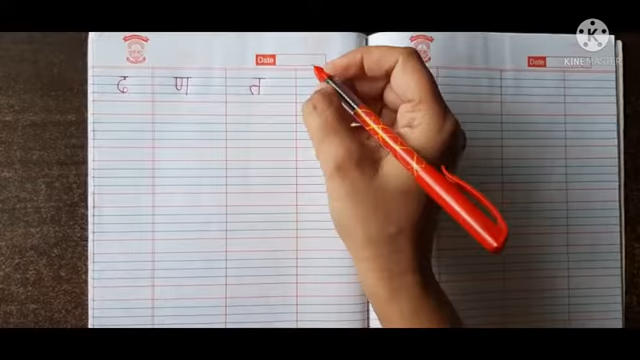 K
KINEMASTER
Date
Date
ढ ण त